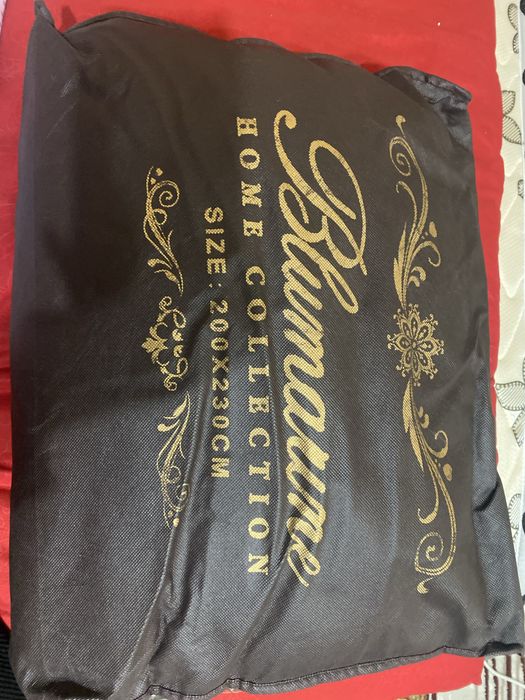 Blumarine
HOME COLLECTION
SIZE: 200X230CM